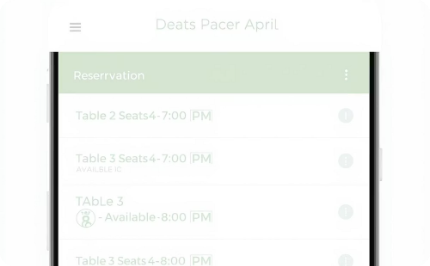 Deats Pacer April
Reserrvation
Table 2 Seats4-7:00 PM
Table 3 Seats4-7:00 PM
AVAILBLE IC
TAbLe 3
- Available-8:00 PM
Table 3 Seats4-8:00 PM